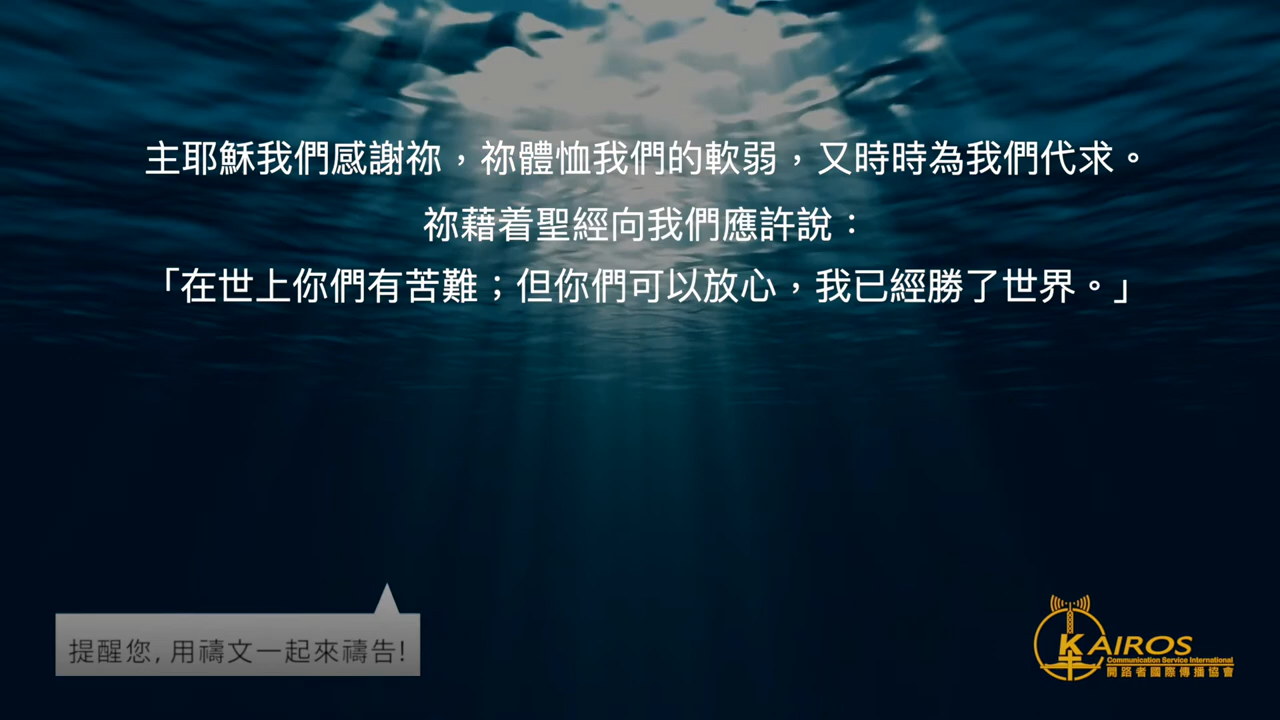 主耶穌我們感謝祢，祢體恤我們的軟弱，又時時為我們代求。
祢藉着聖經向我們應許說：
「在世上你們有苦難；但你們可以放心，我已經勝了世界。」
提醒您, 用禱文一起來禱告!
KAIROS
Communication Service International
開路者國際傳播協會